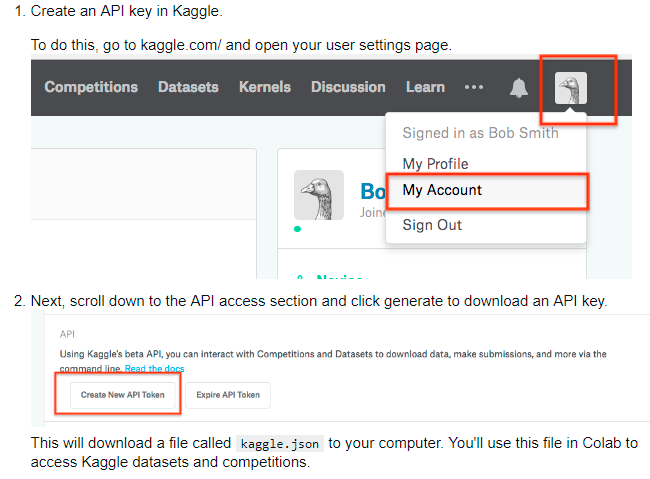 1. Create an API key in Kaggle.
To do this, go to kaggle.com/ and open your user settings page.
Competitions Datasets Kernels Discussion Learn •••
Signed in as Bob Smith
My Profile
Bo
My Account
Joine
Sign Out
2. Next, scroll down to the API access section and click generate to download an API key.
API
Using Kaggle's beta API, you can interact with Competitions and Datasets to download data, make submissions, and more via the
command line. Read the docs
Create New API Token Expire API Token
This will download a file called kaggle.json to your computer. You'll use this file in Colab to
access Kaggle datasets and competitions.